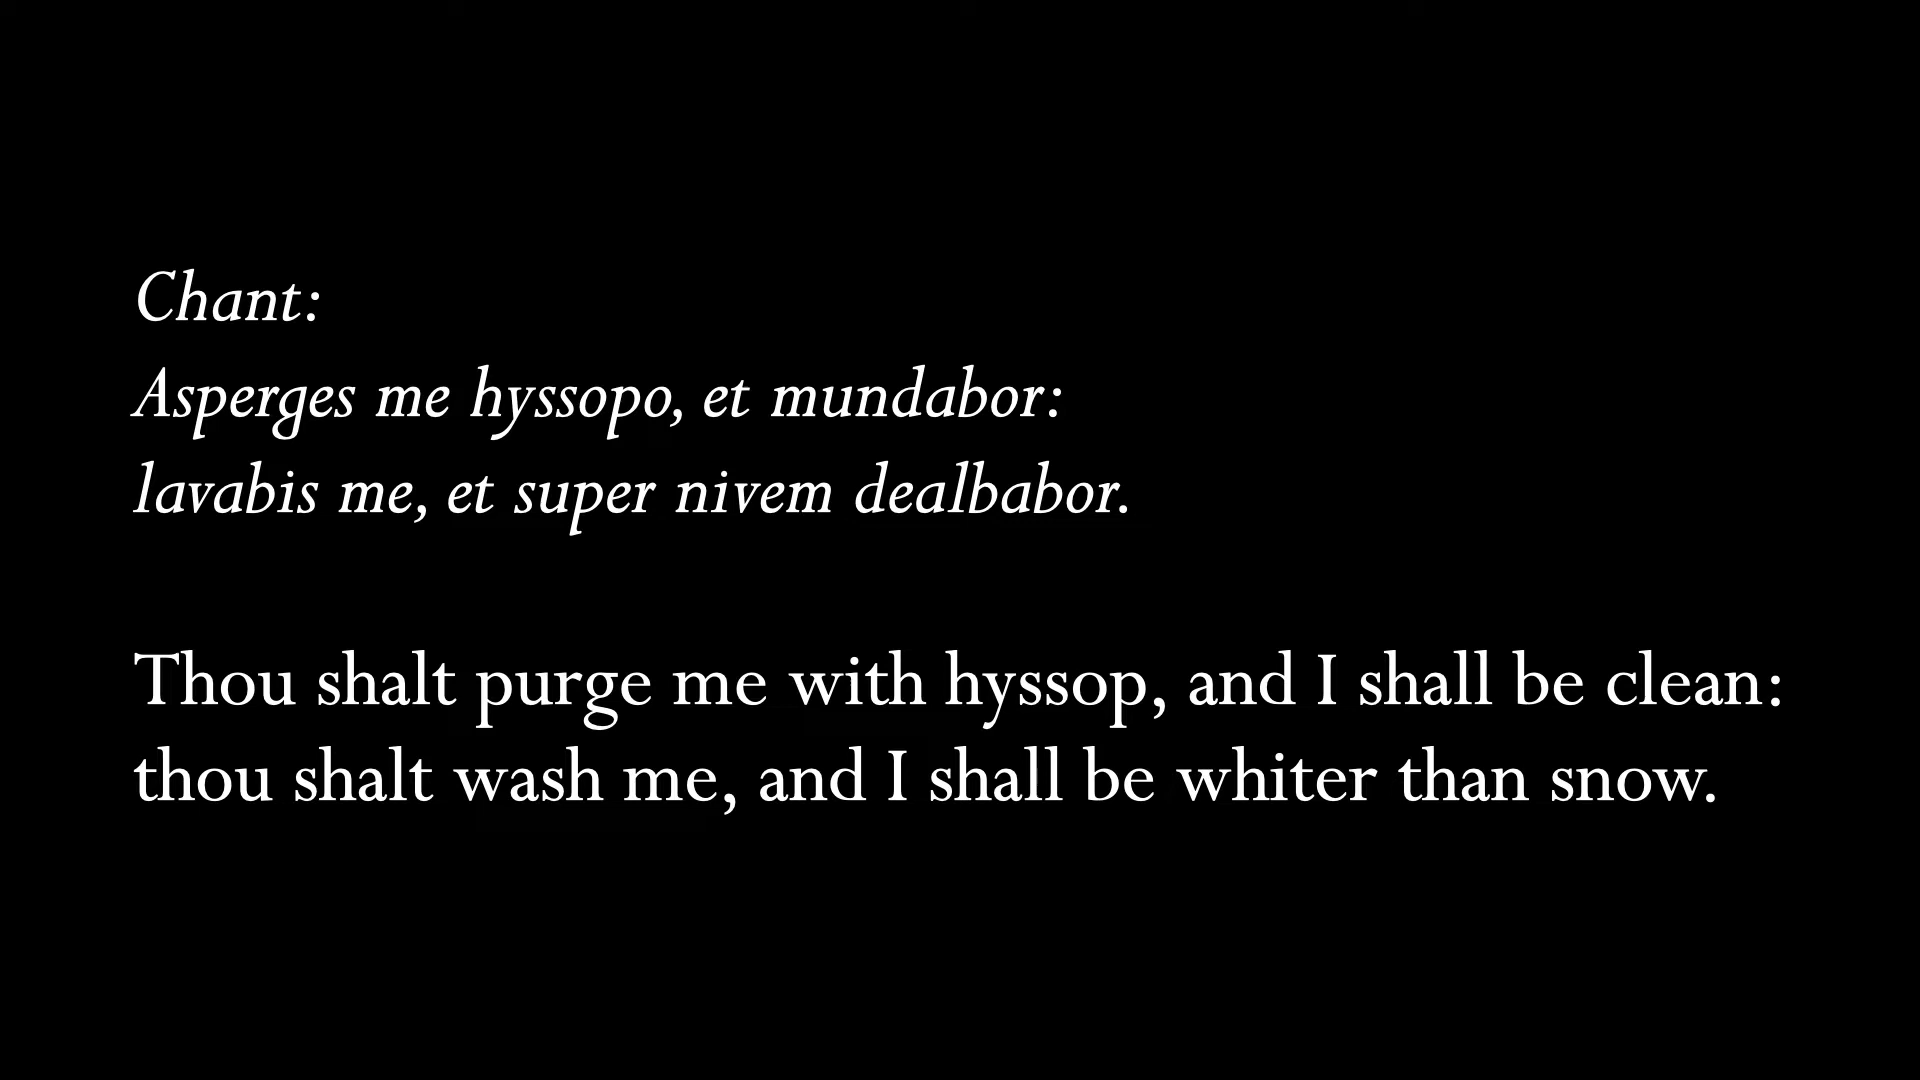 Chant:
Asperges me hyssopo, et mundabor:
lavabis me, et super nivem dealbabor.
Thou shalt purge me with hyssop, and I shall be clean:
thou shalt wash me, and I shall be whiter than snow.